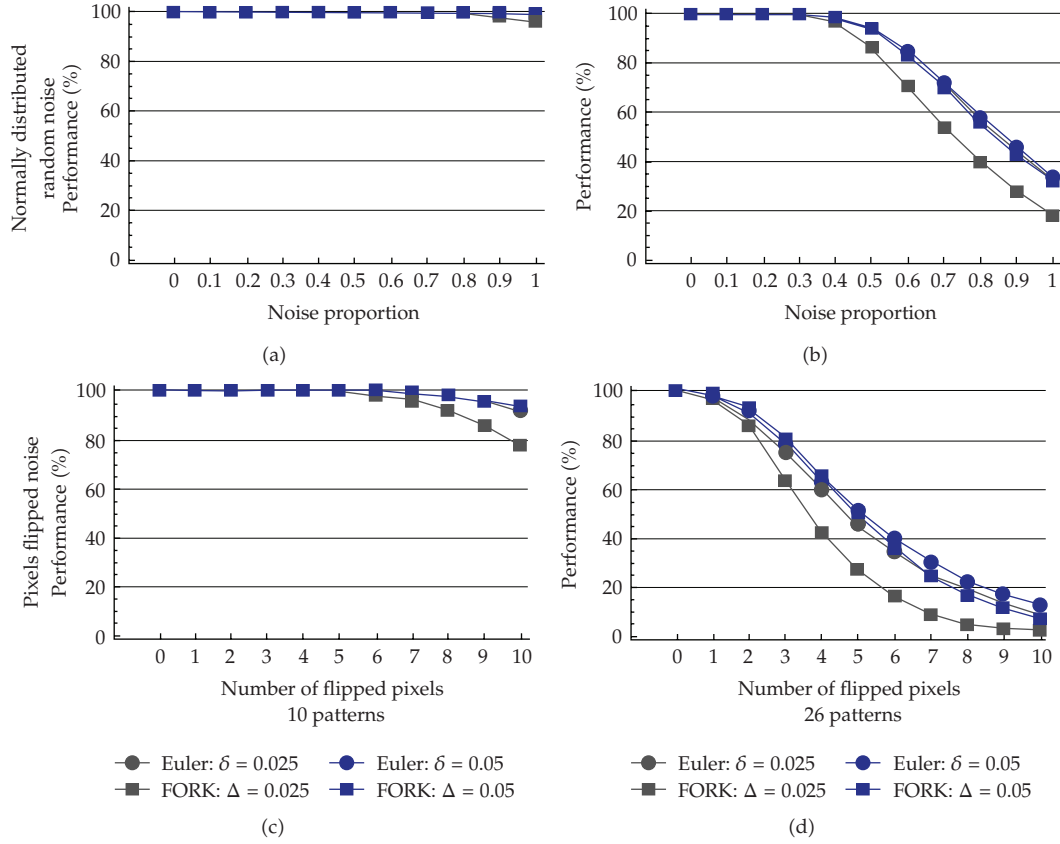 Normally distributed
random noise
Performance (%)
100
80
60
40
20
0
0 0.1 0.2 0.3 0.4 0.5 0.6 0.7 0.8 0.9 1
Noise proportion
(a)
Performance (%)
100
80
60
40
20
0
0 0.1 0.2 0.3 0.4 0.5 0.6 0.7 0.8 0.9 1
Noise proportion
(b)
Pixels flipped noise
Performance (%)
100
80
60
40
20
0
0 1 2 3 4 5 6 7 8 9 10
Number of flipped pixels
10 patterns
Euler: δ = 0.025
Euler: δ = 0.05
FORK: Δ = 0.025
FORK: Δ = 0.05
(c)
Performance (%)
100
80
60
40
20
0
0 1 2 3 4 5 6 7 8 9 10
Number of flipped pixels
26 patterns
Euler: δ = 0.025
Euler: δ = 0.05
FORK: Δ = 0.025
FORK: Δ = 0.05
(d)